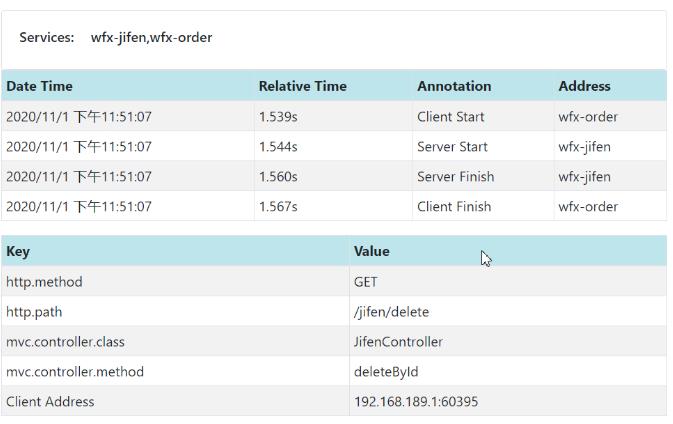 Services: wfx-jifen,wfx-order
Date Time Relative Time Annotation Address
2020/11/1 下午11:51:07 1.539s Client Start wfx-order
2020/11/1 下午11:51:07 1.544s Server Start wfx-jifen
2020/11/1 下午11:51:07 1.560s Server Finish wfx-jifen
2020/11/1 下午11:51:07 1.567s Client Finish wfx-order
Key Value
http.method GET
http.path /jifen/delete
mvc.controller.class JifenController
mvc.controller.method deleteById
Client Address 192.168.189.1:60395